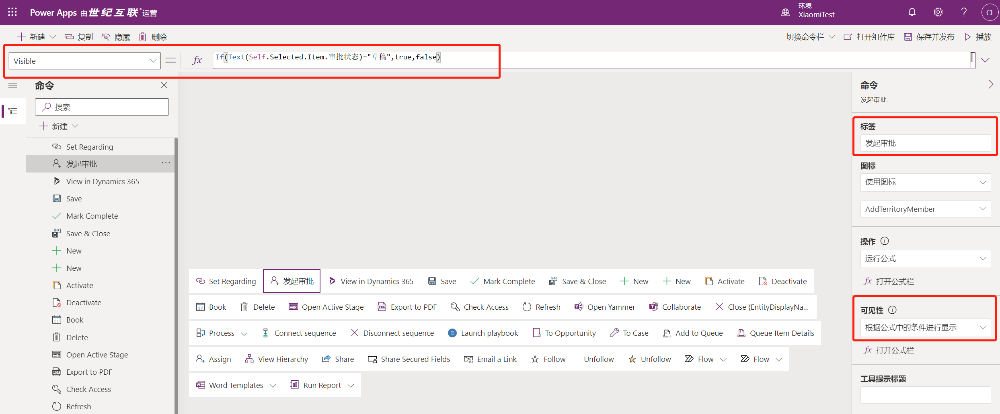 Power Apps 由世纪互联®运营
环境
XiaomiTest
CL
新建
复制
隐藏
删除
切换命令栏
打开组件库
保存并发布
播放
Visible
fx
If(Text(Self.Selected.Item.审批状态)="草稿",true,false)
命令
搜索
新建
Set Regarding
发起审批
View in Dynamics 365
Save
Mark Complete
Save & Close
New
New
Activate
Deactivate
Book
Delete
Open Active Stage
Export to PDF
Check Access
Refresh
Set Regarding 发起审批 View in Dynamics 365 Save Mark Complete Save & Close New New Activate Deactivate
Book Delete Open Active Stage Export to PDF Check Access Refresh Open Yammer Collaborate Close {EntityDisplayNa...
Process Connect sequence Disconnect sequence Launch playbook To Opportunity To Case Add to Queue Queue Item Details
Assign View Hierarchy Share Share Secured Fields Email a Link Follow Unfollow Unfollow Flow Flow
Word Templates Run Report
命令
发起审批
标签
发起审批
图标
使用图标
AddTerritoryMember
操作
运行公式
fx 打开公式栏
可见性
根据公式中的条件进行显示
fx 打开公式栏
工具提示标题